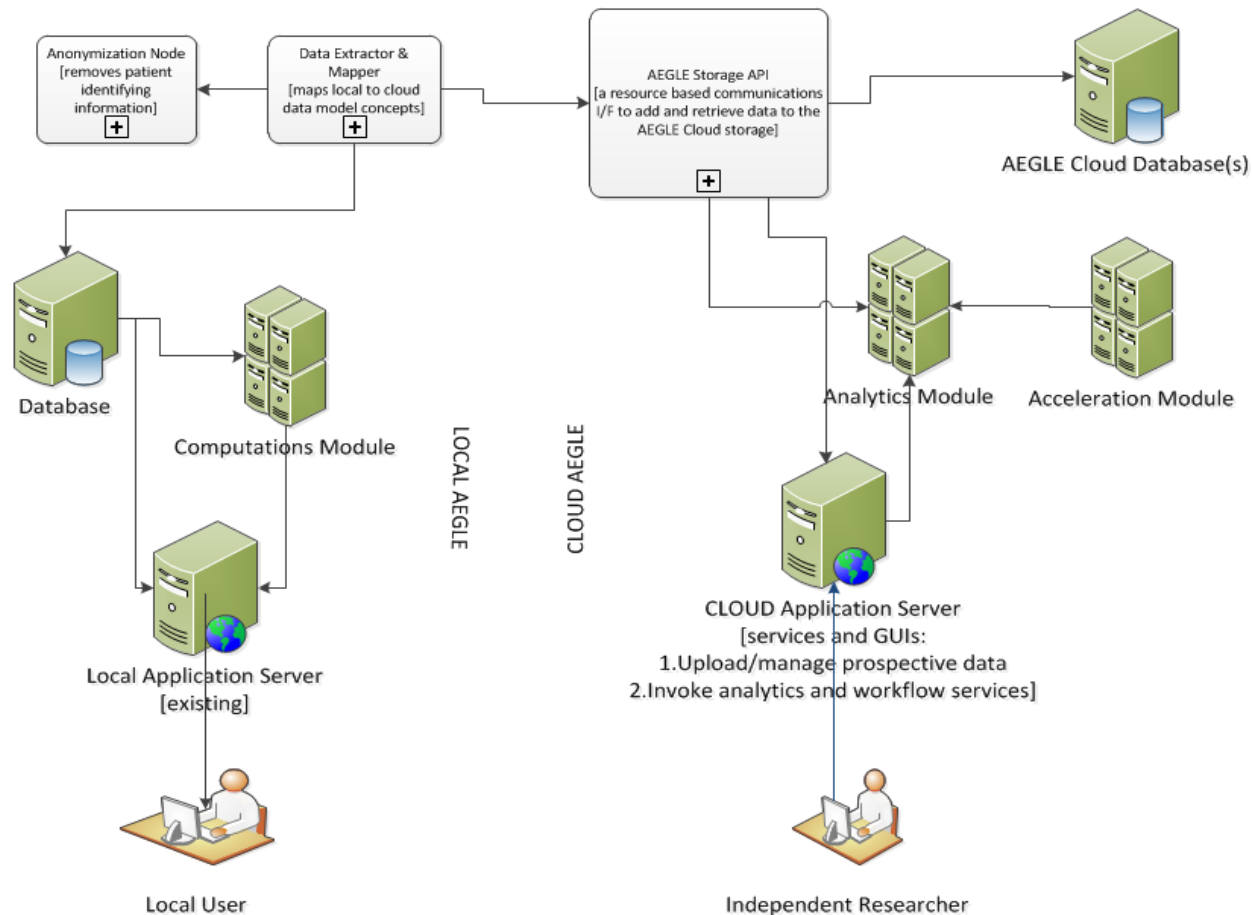 Anonymization Node
[removes patient
identifying
information]
Data Extractor &
Mapper
[maps local to cloud
data model concepts]
AEGLE Storage API
[a resource based communications
I/F to add and retrieve data to the
AEGLE Cloud storage]
AEGLE Cloud Database(s)
Database
Computations Module
LOCAL AEGLE
CLOUD AEGLE
Analytics Module
Acceleration Module
Local Application Server
[existing]
CLOUD Application Server
[services and GUIs:
1.Upload/manage prospective data
2.Invoke analytics and workflow services]
Local User
Independent Researcher